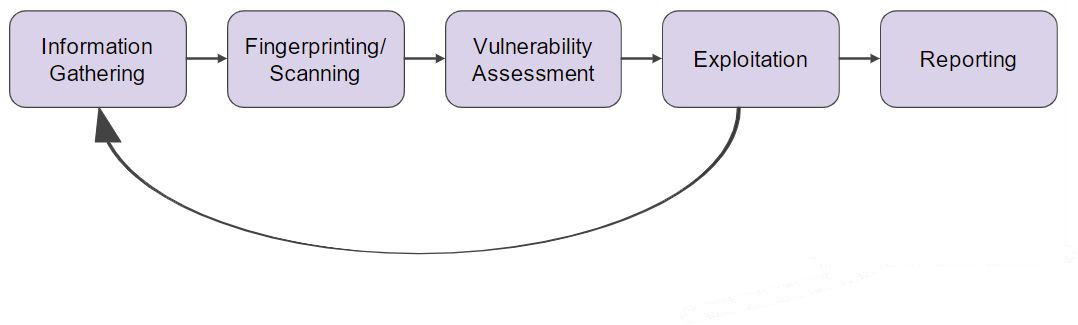 Information
Gathering
Fingerprinting/
Scanning
Vulnerability
Assessment
Exploitation
Reporting